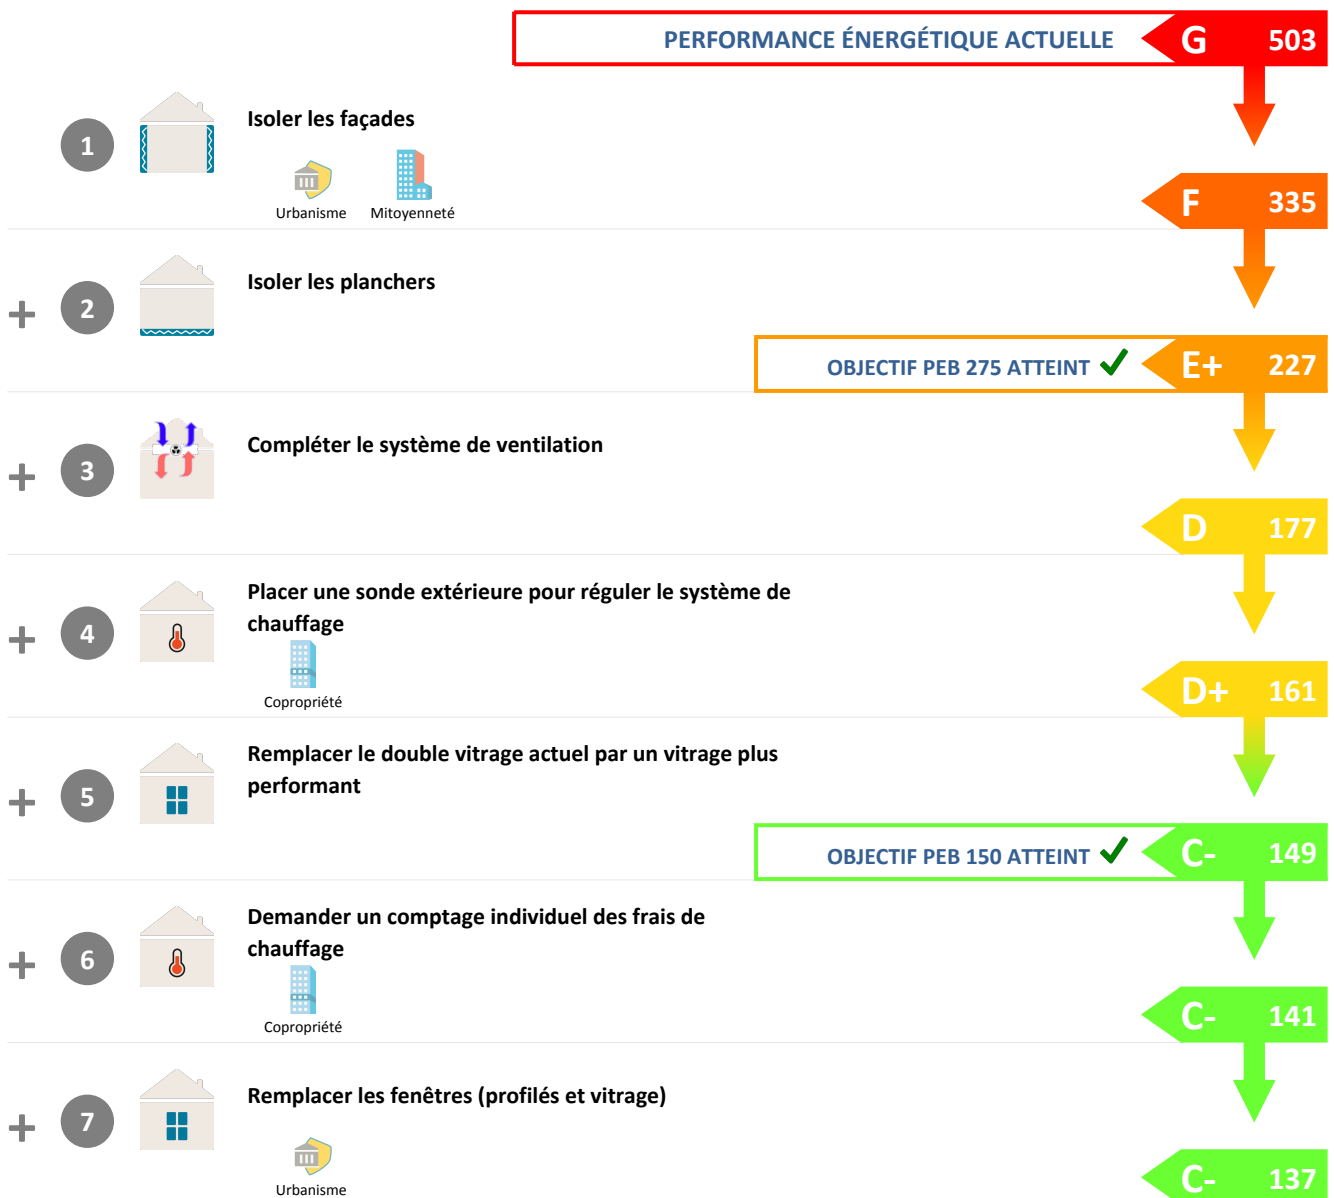 PERFORMANCE ÉNERGÉTIQUE ACTUELLE G 503
1 Isoler les façades
Urbanisme Mitoyenneté
F 335
+ 2 Isoler les planchers
OBJECTIF PEB 275 ATTEINT ✓ E+ 227
+ 3 Compléter le système de ventilation
D 177
+ 4 Placer une sonde extérieure pour réguler le système de
chauffage
Copropriété
D+ 161
+ 5 Remplacer le double vitrage actuel par un vitrage plus
performant
OBJECTIF PEB 150 ATTEINT ✓ C- 149
+ 6 Demander un comptage individuel des frais de
chauffage
Copropriété
C- 141
+ 7 Remplacer les fenêtres (profilés et vitrage)
Urbanisme
C- 137